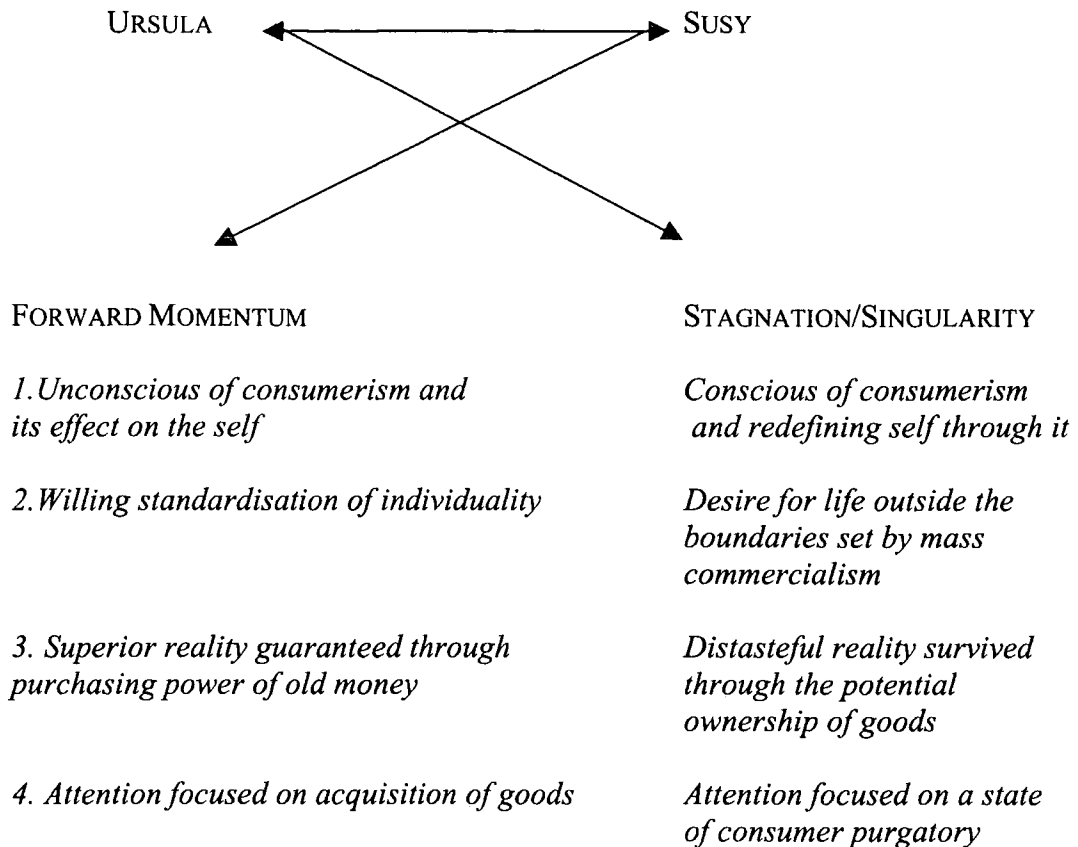 URSULA SUSY
FORWARD MOMENTUM STAGNATION/SINGULARITY
1. Unconscious of consumerism and
its effect on the self
Conscious of consumerism
and redefining self through it
2. Willing standardisation of individuality
Desire for life outside the
boundaries set by mass
commercialism
3. Superior reality guaranteed through
purchasing power of old money
Distasteful reality survived
through the potential
ownership of goods
4. Attention focused on acquisition of goods
Attention focused on a state
of consumer purgatory